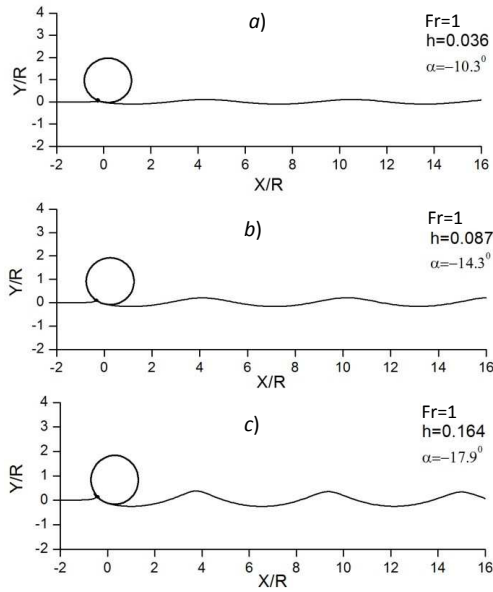 a)
Fr=1
h=0.036
α=−10.3⁰
Y/R
4
3
2
1
0
-1
-2
-2 0 2 4 6 8 10 12 14 16
X/R
b)
Fr=1
h=0.087
α=−14.3⁰
Y/R
4
3
2
1
0
-1
-2
-2 0 2 4 6 8 10 12 14 16
X/R
c)
Fr=1
h=0.164
α=−17.9⁰
Y/R
4
3
2
1
0
-1
-2
-2 0 2 4 6 8 10 12 14 16
X/R